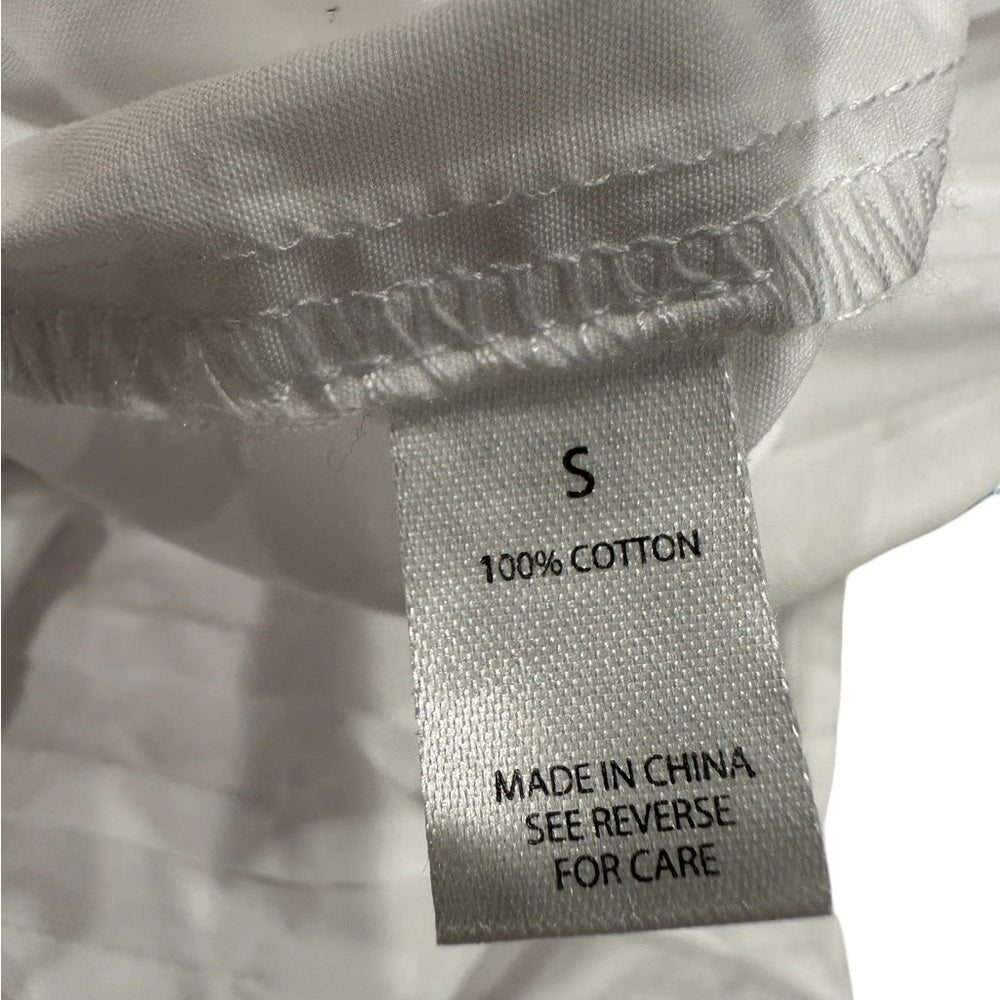 S
100% COTTON
MADE IN CHINA
SEE REVERSE
FOR CARE